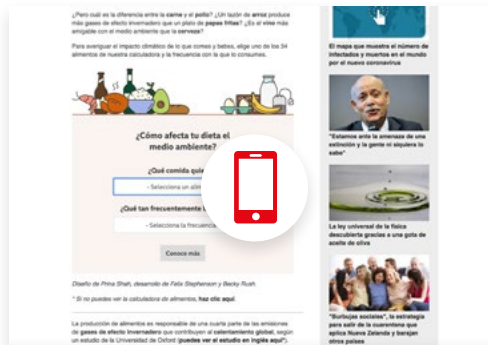 ¿Pero cuál es la diferencia entre la carne y el pollo? ¿Un tazón de arroz produce
más gases de efecto invernadero que un plato de papas fritas? ¿Es el vino más
amigable con el medio ambiente que la cerveza?
Para averiguar el impacto climático de lo que comes y bebes, elige uno de los 34
alimentos de nuestra calculadora y la frecuencia con la que lo consumes.
¿Cómo afecta tu dieta el
medio ambiente?
¿Qué comida
- Selecciona un
¿Qué tan frecuentemente
- Selecciona la frecuencia
Conoce más
Diseño de Prina Shah, desarrollo de Felix Stephenson y Becky Rush.
* Si no puedes ver la calculadora de alimentos, haz clic aquí.
La producción de alimentos es responsable de una cuarta parte de las emisiones
de gases de efecto invernadero que contribuyen al calentamiento global, según
un estudio de la Universidad de Oxford (puedes ver el estudio en inglés aquí*).
El mapa que muestra el número de
infectados y muertos en el mundo
por el nuevo coronavirus
"Estamos ante la amenaza de una
extinción y la gente ni siquiera lo
sabe"
La ley universal de la física
descubierta gracias a una gota de
aceite de oliva
"Burbujas sociales", la estrategia
para salir de la cuarentena que
aplica Nueva Zelanda y barajan
otros países